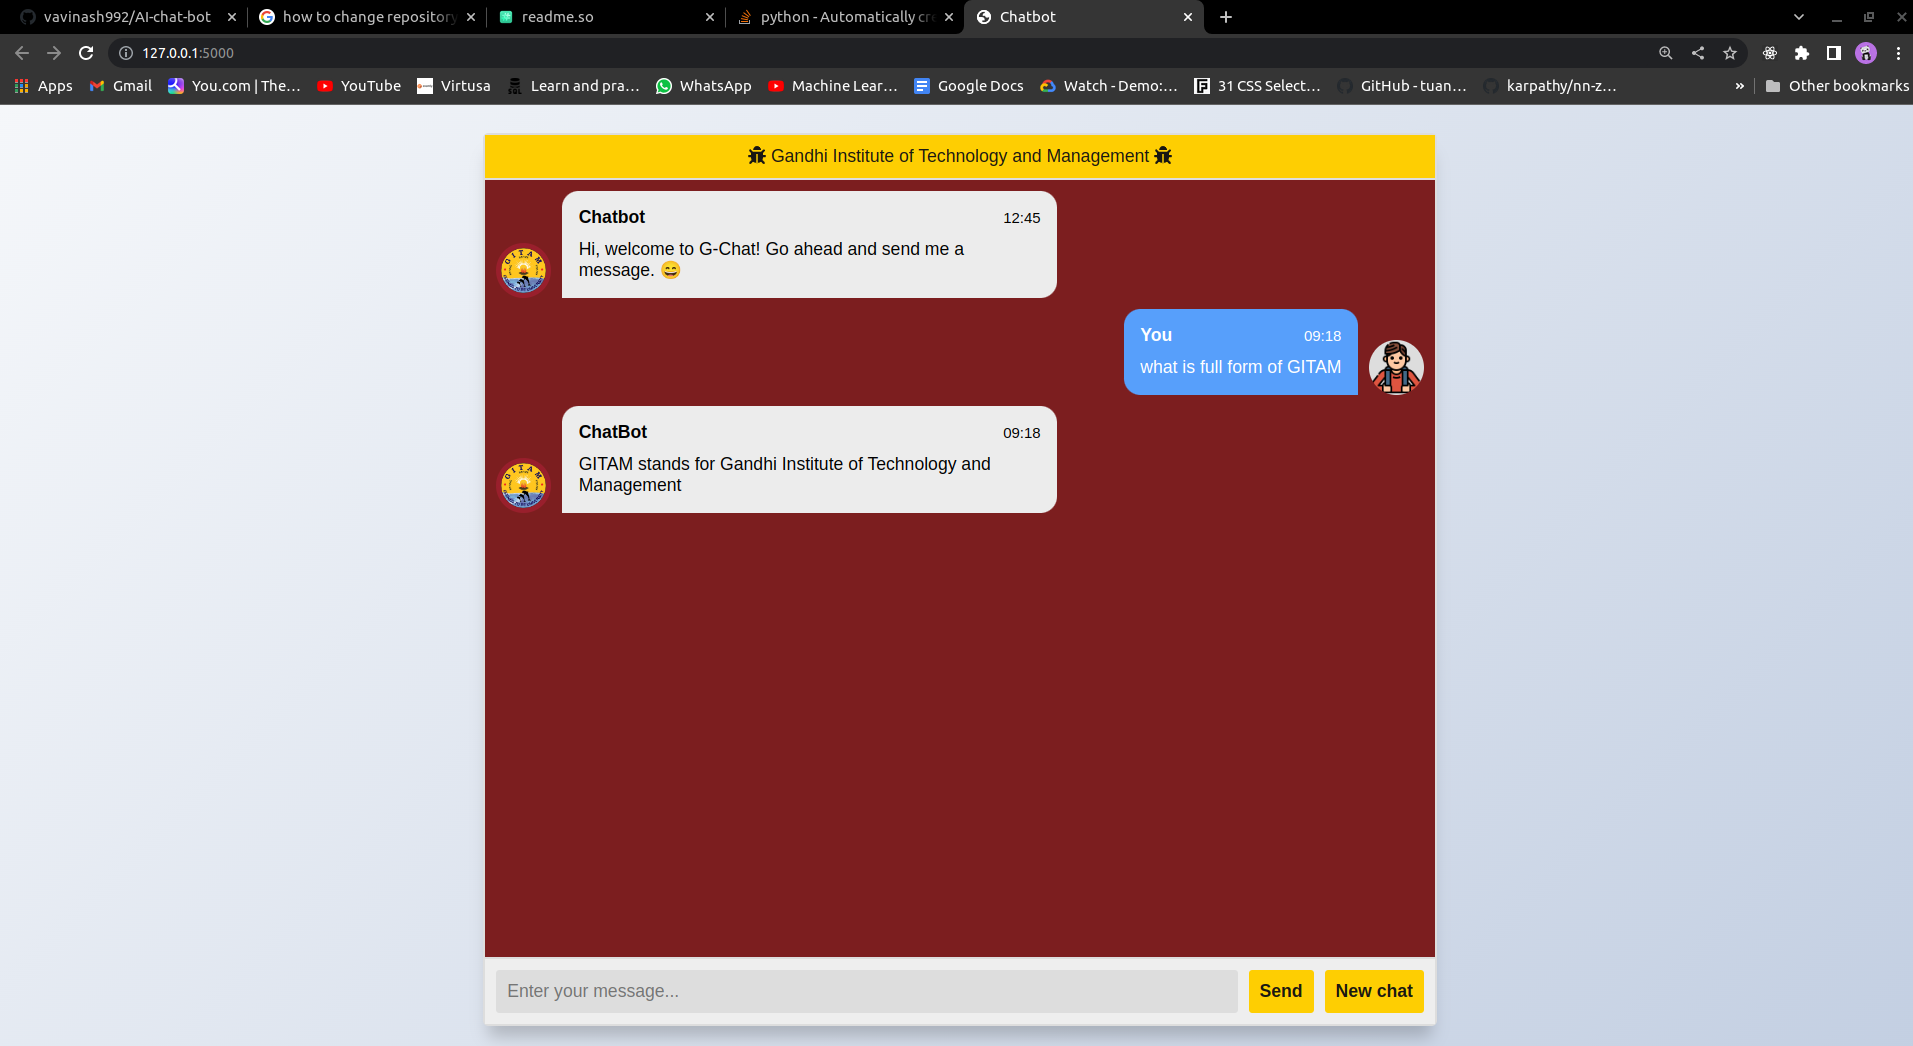 vavinash992/AI-chat-bot
how to change repository
readme.so
python - Automatically cre
Chatbot
127.0.0.1:5000
Apps
Gmail
You.com | The...
YouTube
Virtusa
Learn and pra...
WhatsApp
Machine Lear...
Google Docs
Watch - Demo:...
31 CSS Select...
GitHub - tuan...
karpathy/nn-z...
»
Other bookmarks
Gandhi Institute of Technology and Management
Chatbot 12:45
Hi, welcome to G-Chat! Go ahead and send me a
message. 😄
You 09:18
what is full form of GITAM
GITAM
ChatBot 09:18
GITAM stands for Gandhi Institute of Technology and
Management
GITAM
Enter your message...
Send
New chat